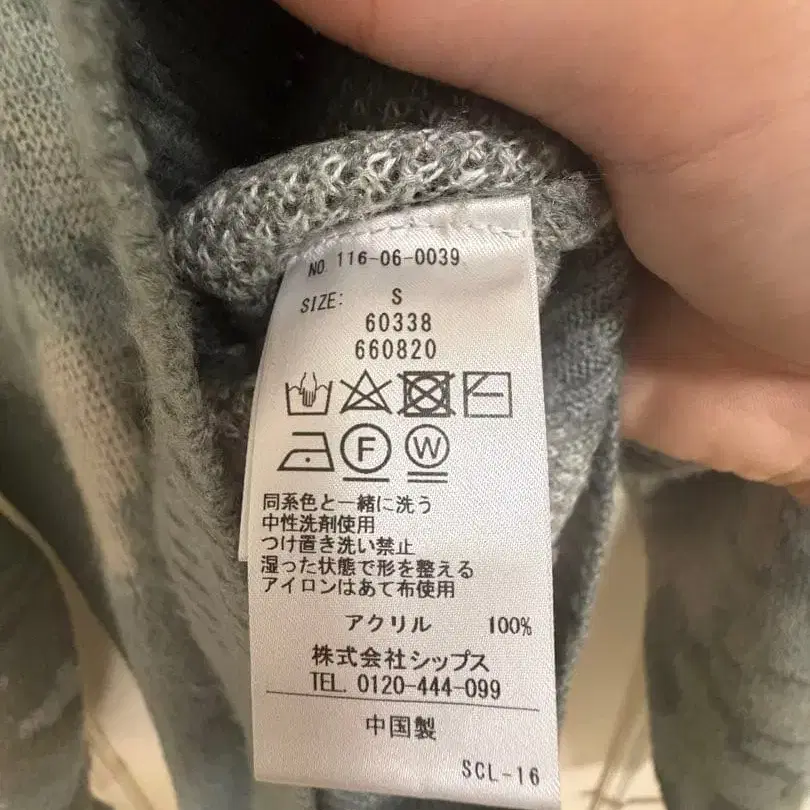 NO. 116-06-0039
SIZE: S
60338
660820
F W
同系色と一緒に洗う
中性洗剤使用
つけ置き洗い禁止
湿った状態で形を整える
アイロンはあて布使用
アクリル 100%
株式会社シップス
TEL. 0120-444-099
中国製
SCL-16